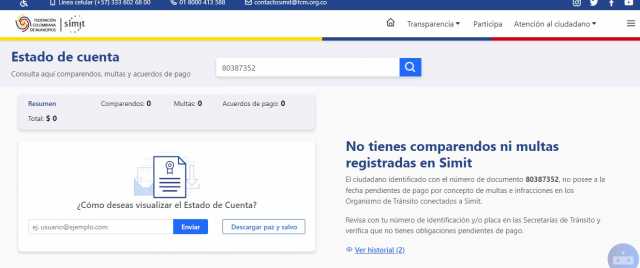 Línea celular (+57) 333 602 68 00 01 8000 413 588 contactosimit@fcm.org.co
FEDERACIÓN COLOMBIANA DE MUNICIPIOS simit
Transparencia Participa Atención al ciudadano
Estado de cuenta
Consulta aquí comparendos, multas y acuerdos de pago
80387352
Resumen Comparendos: 0 Multas: 0 Acuerdos de pago: 0
Total: $ 0
No tienes comparendos ni multas
registradas en Simit
El ciudadano identificado con el número de documento 80387352, no posee a la
fecha pendientes de pago por concepto de multas e infracciones en los
Organismo de Tránsito conectados a Simit.
Revisa con tu número de identificación y/o placa en las Secretarías de Tránsito y
verifica que no tienes obligaciones pendientes de pago.
Ver historial (2)
¿Cómo deseas visualizar el Estado de Cuenta?
ej. usuario@ejemplo.com Enviar Descargar paz y salvo